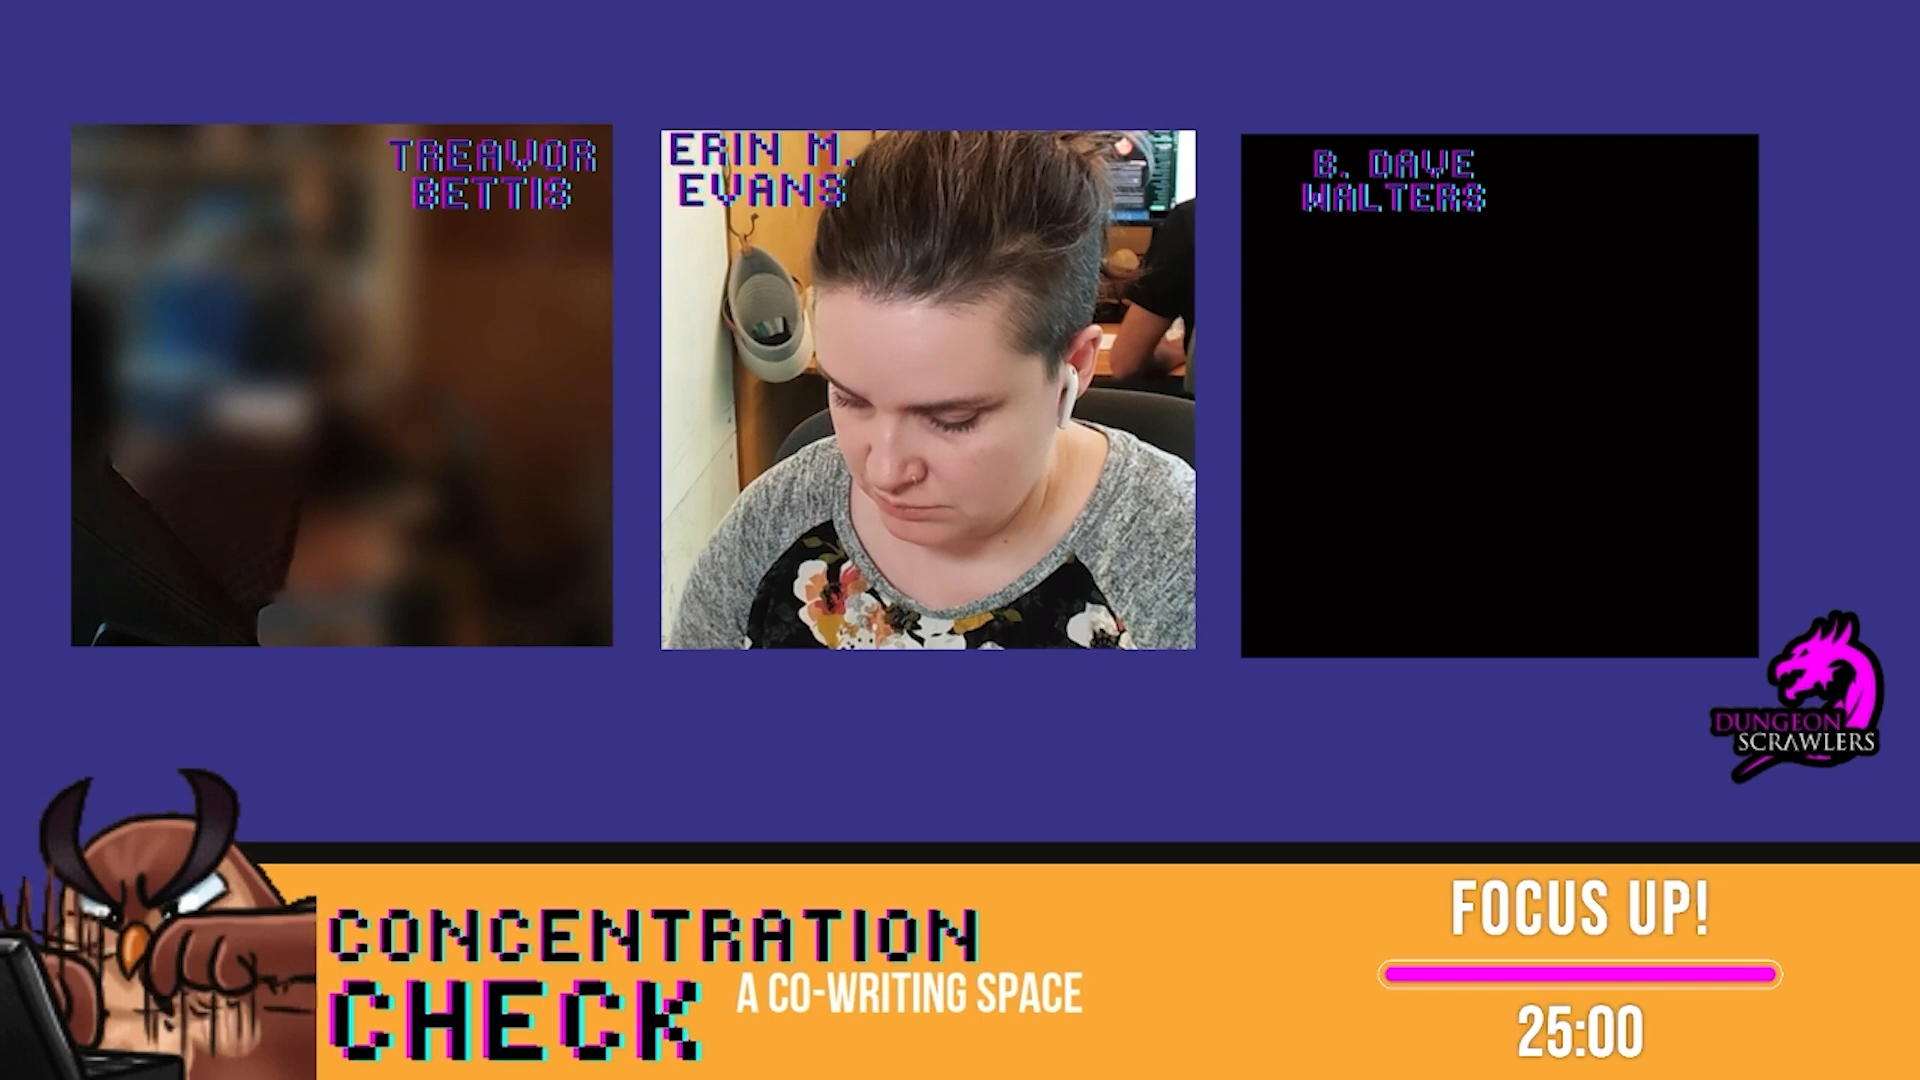 TREAVOR
BETTIS
ERIN M.
EVANS
B. DAVE
WALTERS
DUNGEON
SCRAWLERS
CONCENTRATION
CHECK
A CO-WRITING SPACE
FOCUS UP!
25:00